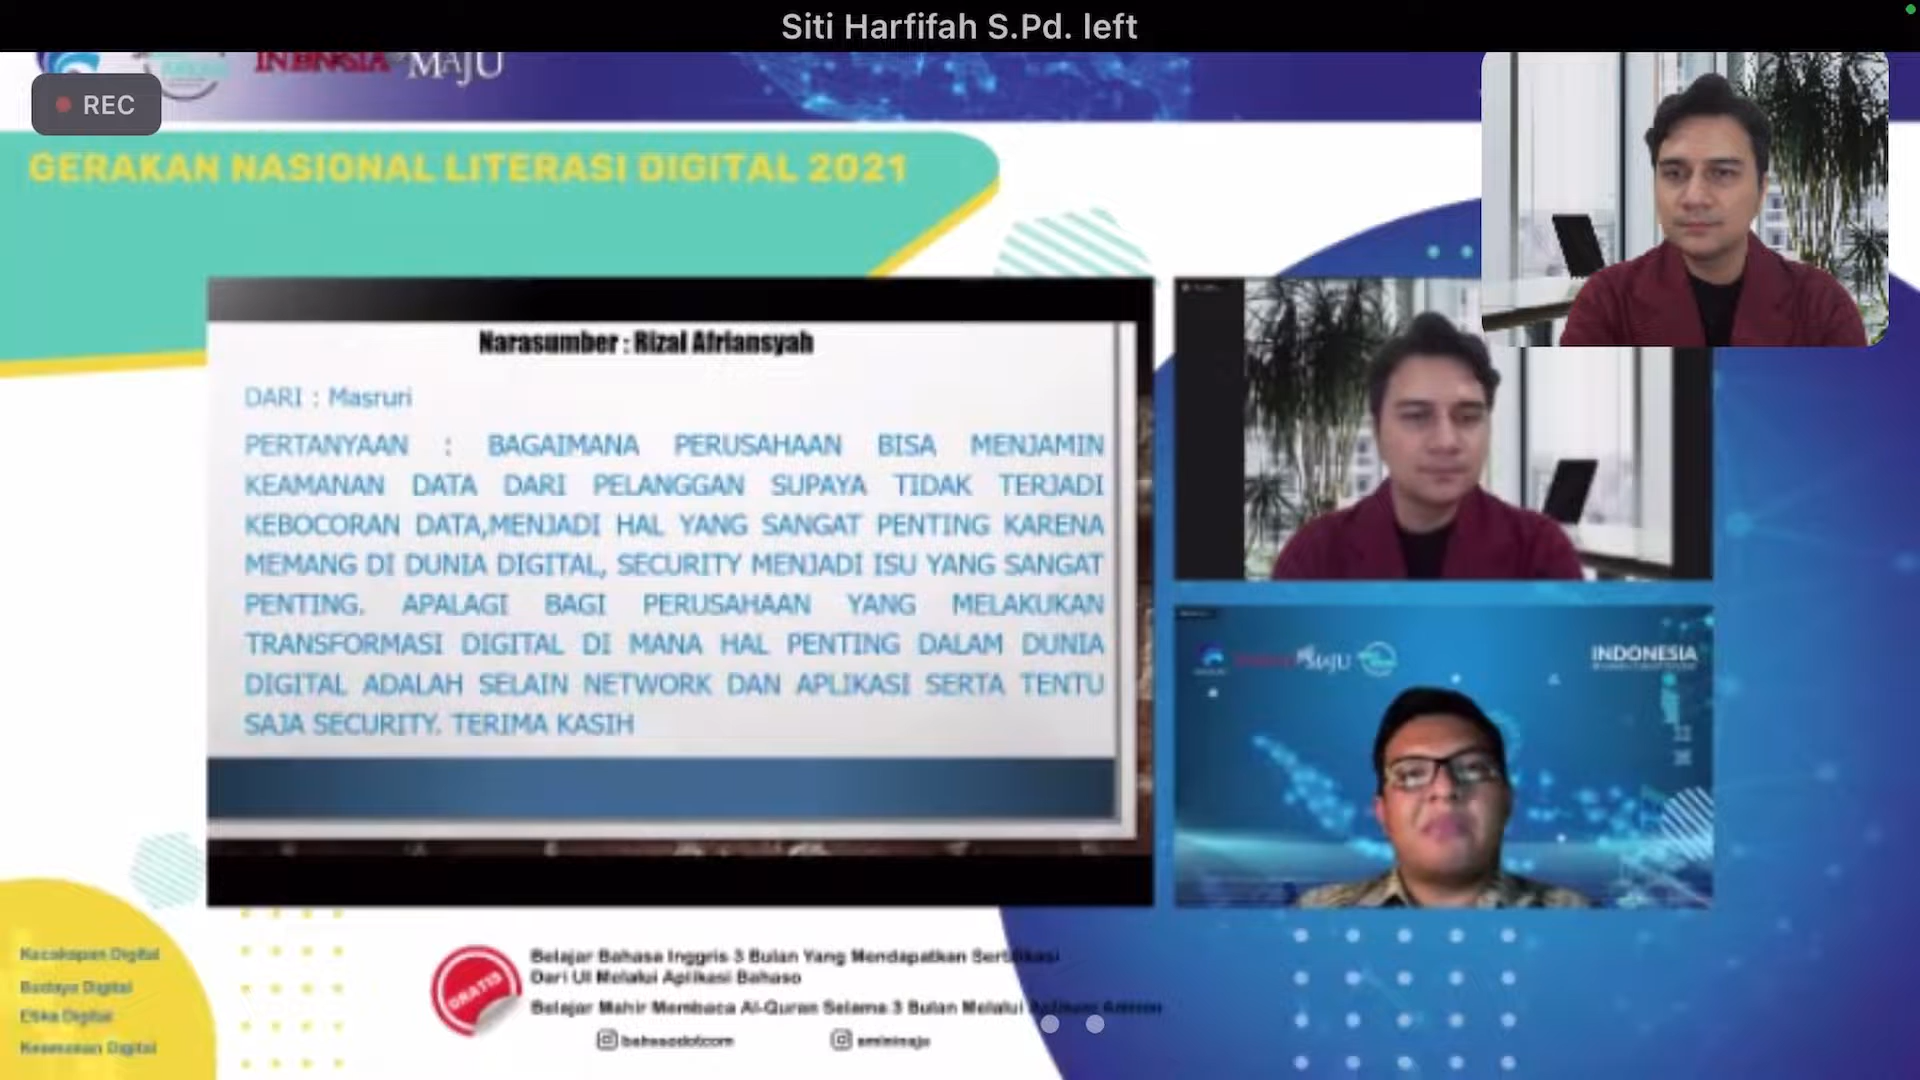 Siti Harfifah S.Pd. left
MAJU
REC
GERAKAN NASIONAL LITERASI DIGITAL 2021
Narasumber : Rizal Afriansyah
DARI : Masruri
PERTANYAAN : BAGAIMANA PERUSAHAAN BISA MENJAMIN
KEAMANAN DATA DARI PELANGGAN SUPAYA TIDAK TERJADI
KEBOCORAN DATA,MENJADI HAL YANG SANGAT PENTING KARENA
MEMANG DI DUNIA DIGITAL, SECURITY MENJADI ISU YANG SANGAT
PENTING. APALAGI BAGI PERUSAHAAN YANG MELAKUKAN
TRANSFORMASI DIGITAL DI MANA HAL PENTING DALAM DUNIA
DIGITAL ADALAH SELAIN NETWORK DAN APLIKASI SERTA TENTU
SAJA SECURITY. TERIMA KASIH
MAJU
INDONESIA
Kecakapan Digital
Budaya Digital
Etika Digital
Keamanan Digital
GRATIS
Belajar Bahasa Inggris 3 Bulan Yang Mendapatkan Sertifikasi
Dari UI Melalui Aplikasi Bahaso
Belajar Mahir Membaca Al-Quran Selama 3 Bulan Melalui Aplikasi
bahasodotcom